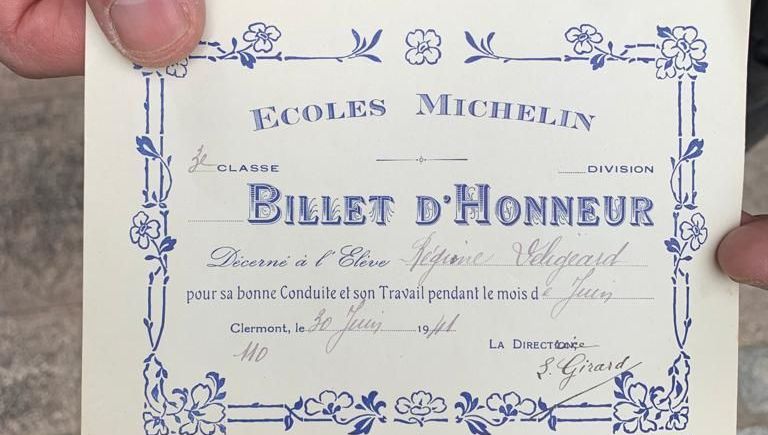 ECOLES MICHELIN
3e CLASSE DIVISION
BILLET D'HONNEUR
Décerné à l'Elève Régine
pour sa bonne Conduite et son Travail pendant le mois de Juin
Clermont, le 30 Juin 1941
110
LA DIRECTrice
S. Girard